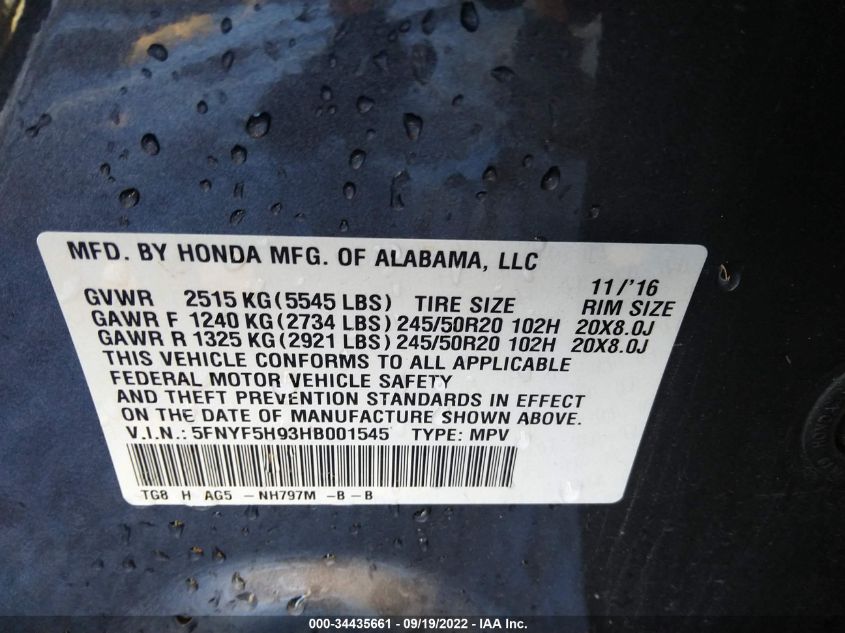 MFD. BY HONDA MFG. OF ALABAMA, LLC
11/'16
GVWR 2515 KG (5545 LBS) TIRE SIZE RIM SIZE
GAWR F 1240 KG (2734 LBS) 245/50R20 102H 20X8.0J
GAWR R 1325 KG (2921 LBS) 245/50R20 102H 20X8.0J
THIS VEHICLE CONFORMS TO ALL APPLICABLE
FEDERAL MOTOR VEHICLE SAFETY
AND THEFT PREVENTION STANDARDS IN EFFECT
ON THE DATE OF MANUFACTURE SHOWN ABOVE.
V.I.N.: 5FNYF5H93HB001545 TYPE: MPV
TG8 H AG5 - NH797M -B - B
000-34435661 - 09/19/2022 - IAA Inc.